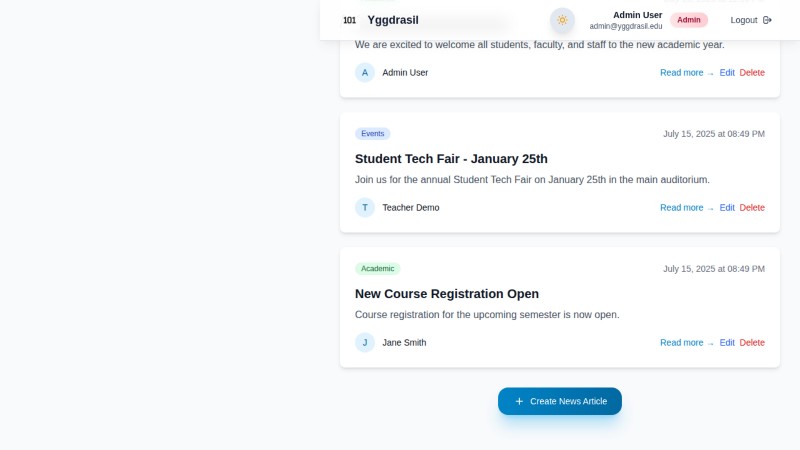 101 Yggdrasil
Admin User
admin@yggdrasil.edu
Admin
Logout
We are excited to welcome all students, faculty, and staff to the new academic year.
A Admin User
Read more → Edit Delete
Events
July 15, 2025 at 08:49 PM
Student Tech Fair - January 25th
Join us for the annual Student Tech Fair on January 25th in the main auditorium.
T Teacher Demo
Read more → Edit Delete
Academic
July 15, 2025 at 08:49 PM
New Course Registration Open
Course registration for the upcoming semester is now open.
J Jane Smith
Read more → Edit Delete
+ Create News Article